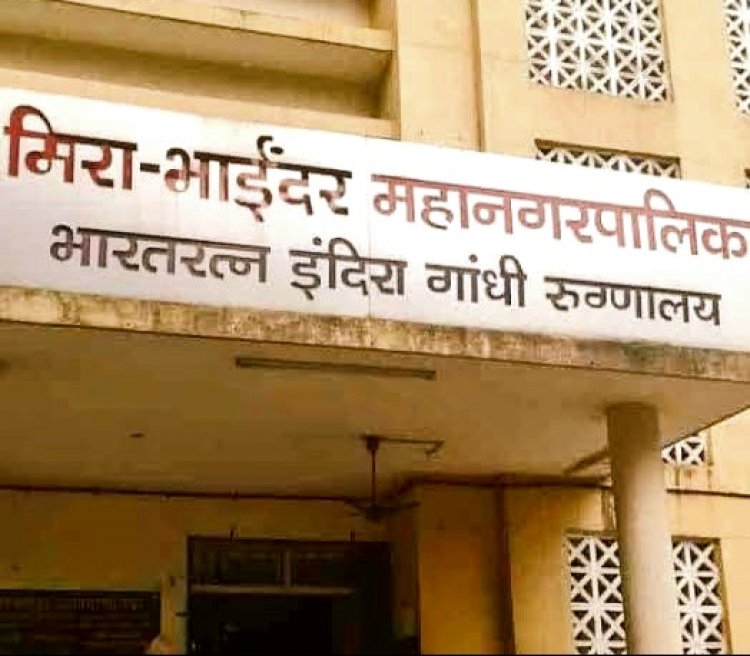 मिरा-भाईंदर महानगरपालिक
भारतरत्न इंदिरा गांधी रुग्णालय